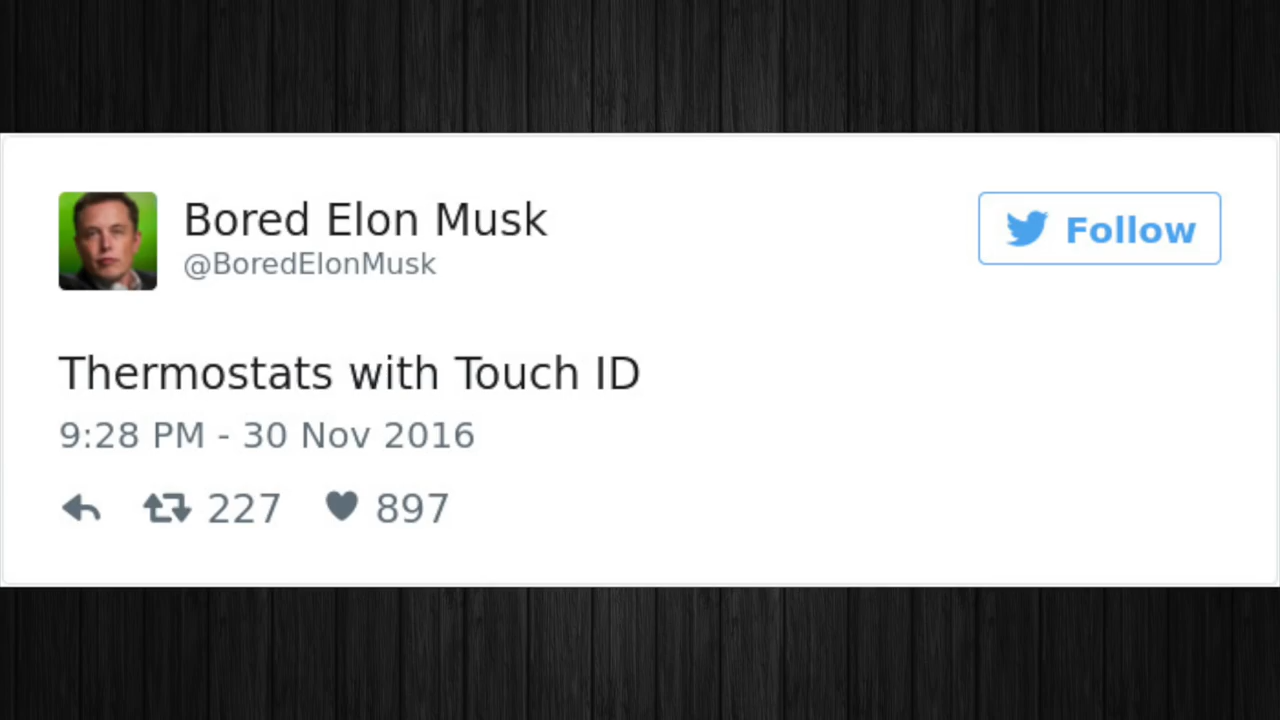 Bored Elon Musk
@BoredElonMusk
Follow
Thermostats with Touch ID
9:28 PM - 30 Nov 2016
227 897